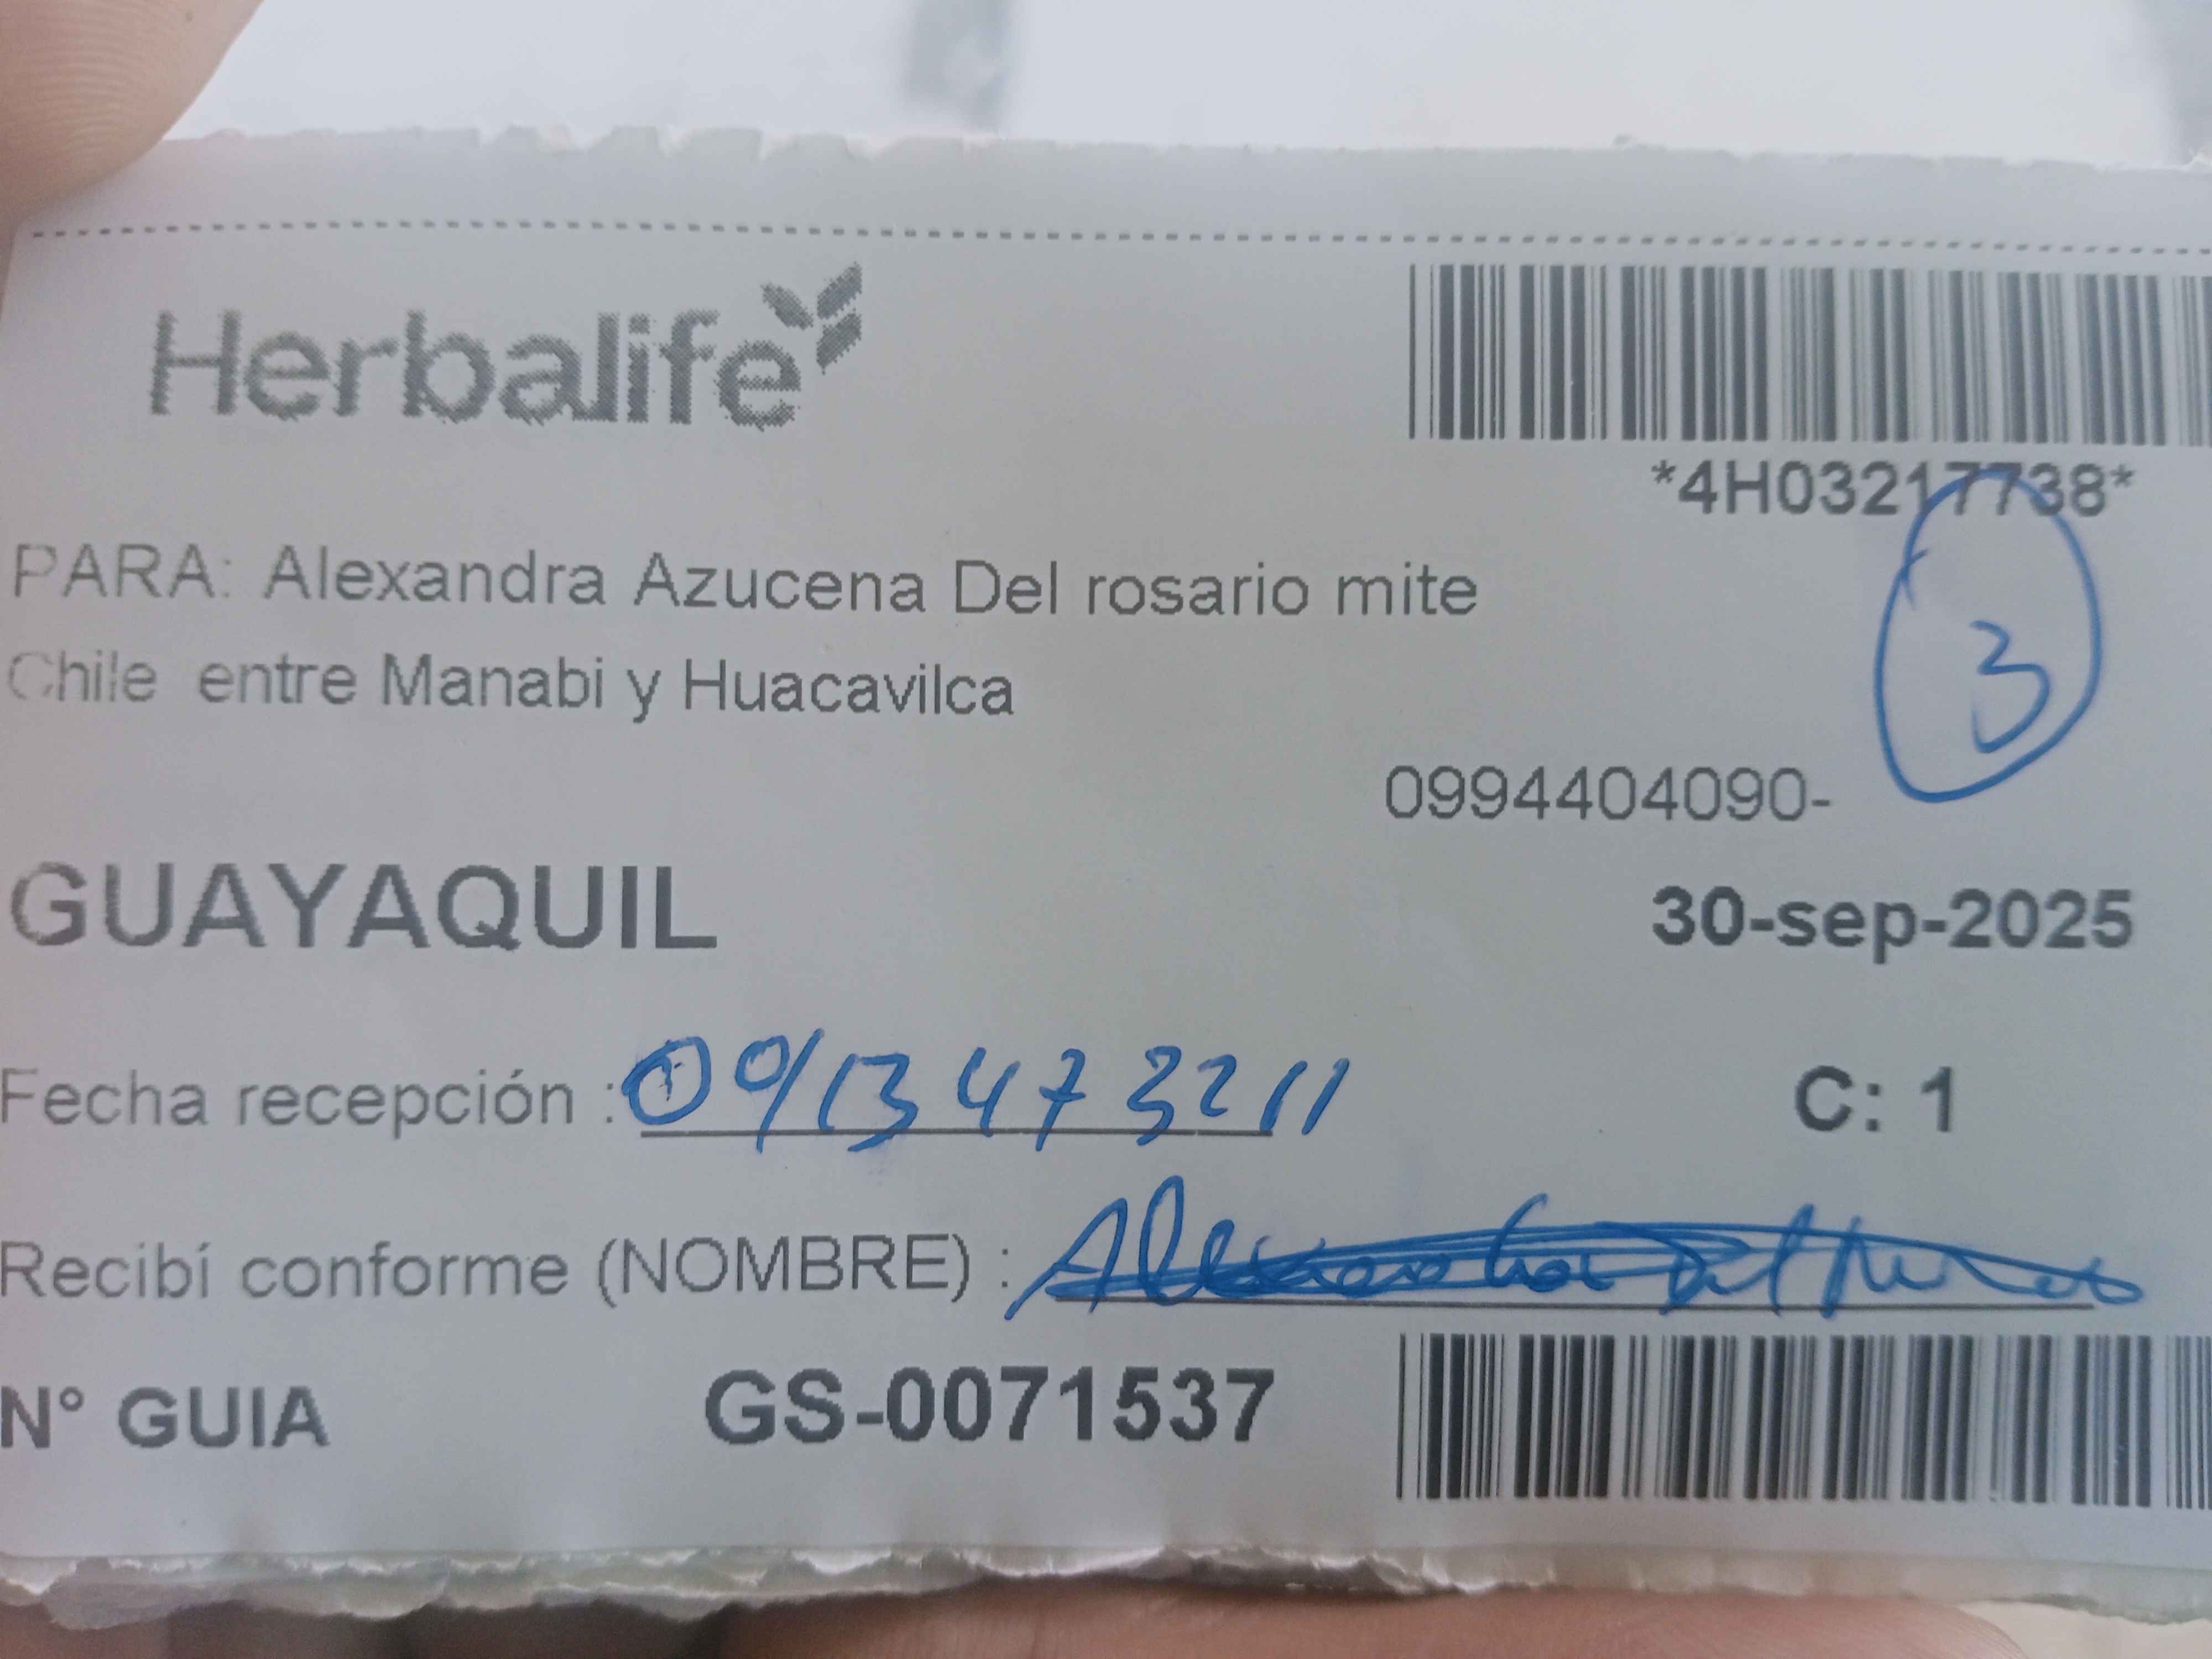 Herbalife
*4H03217738*
PARA: Alexandra Azucena Del rosario mite
3
Chile entre Manabi y Huacavilca
0994404090-
GUAYAQUIL
30-sep-2025
Fecha recepción : 0913473211
C: 1
Recibí conforme (NOMBRE) :
N° GUIA GS-0071537